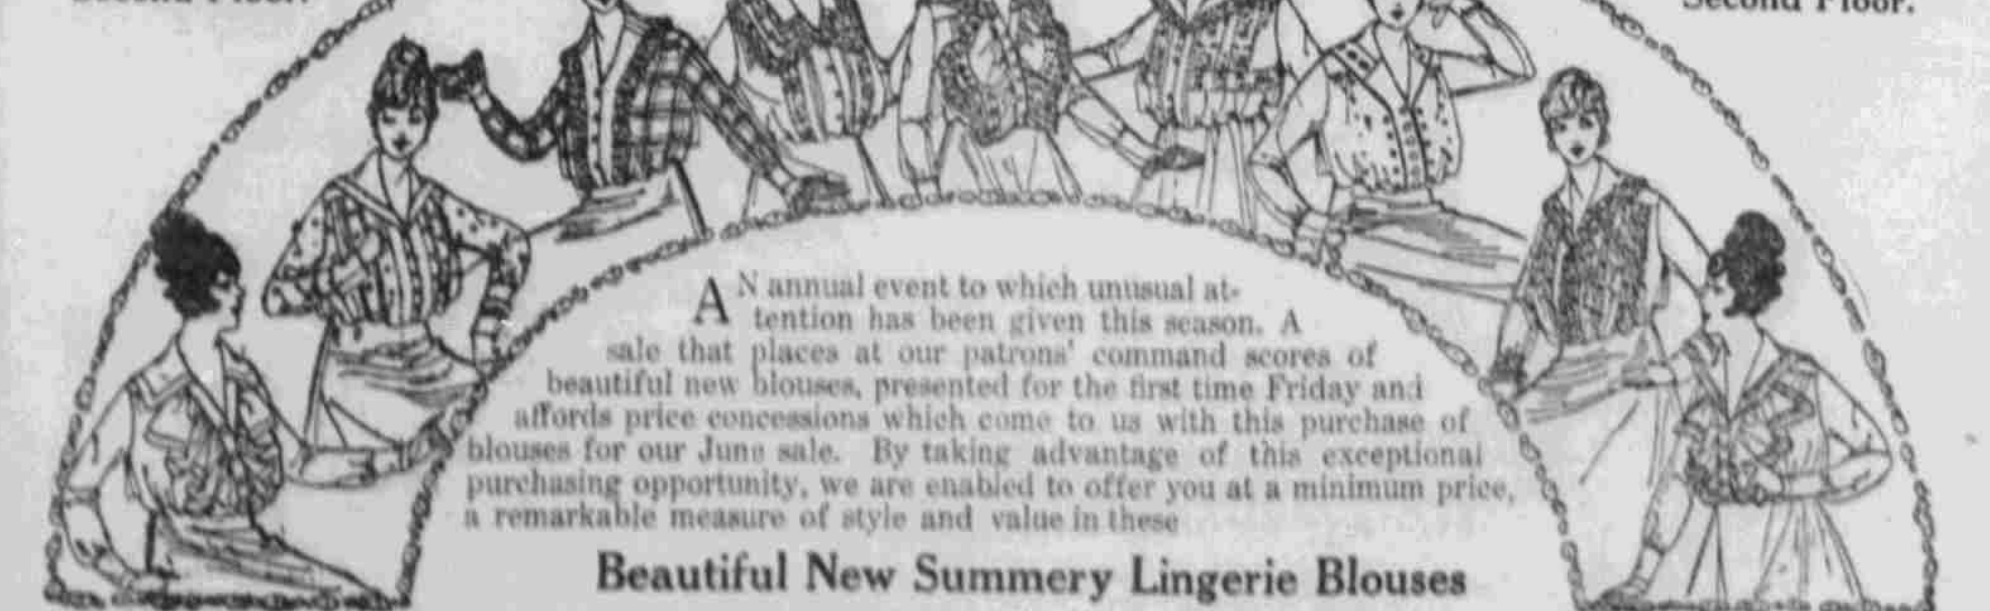 Second Floor.
Second Floor.
AN annual event to which unusual at-
tention has been given this season. A
sale that places at our patrons' command scores of
beautiful new blouses, presented for the first time Friday and
affords price concessions which come to us with this purchase of
blouses for our June sale. By taking advantage of this exceptional
purchasing opportunity, we are enabled to offer you at a minimum price,
a remarkable measure of style and value in these
Beautiful New Summery Lingerie Blouses